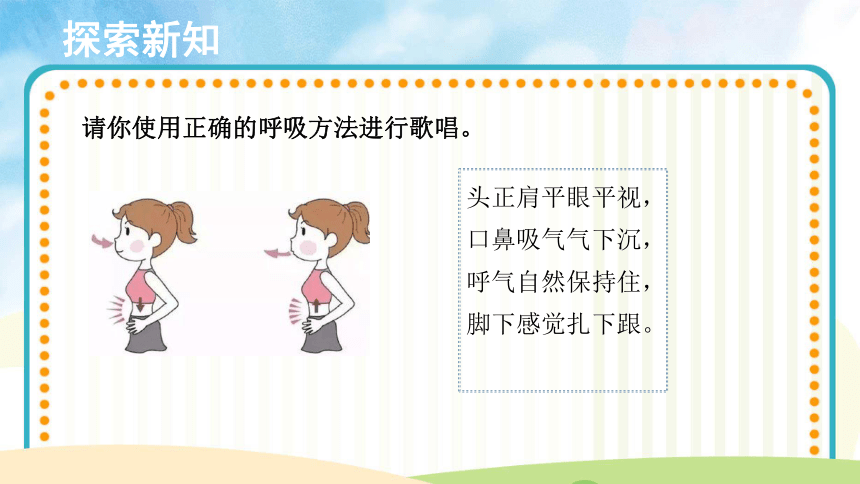 探索新知
请你使用正确的呼吸方法进行歌唱。
头正肩平眼平视，
口鼻吸气气下沉，
呼气自然保持住，
脚下感觉扎下跟。